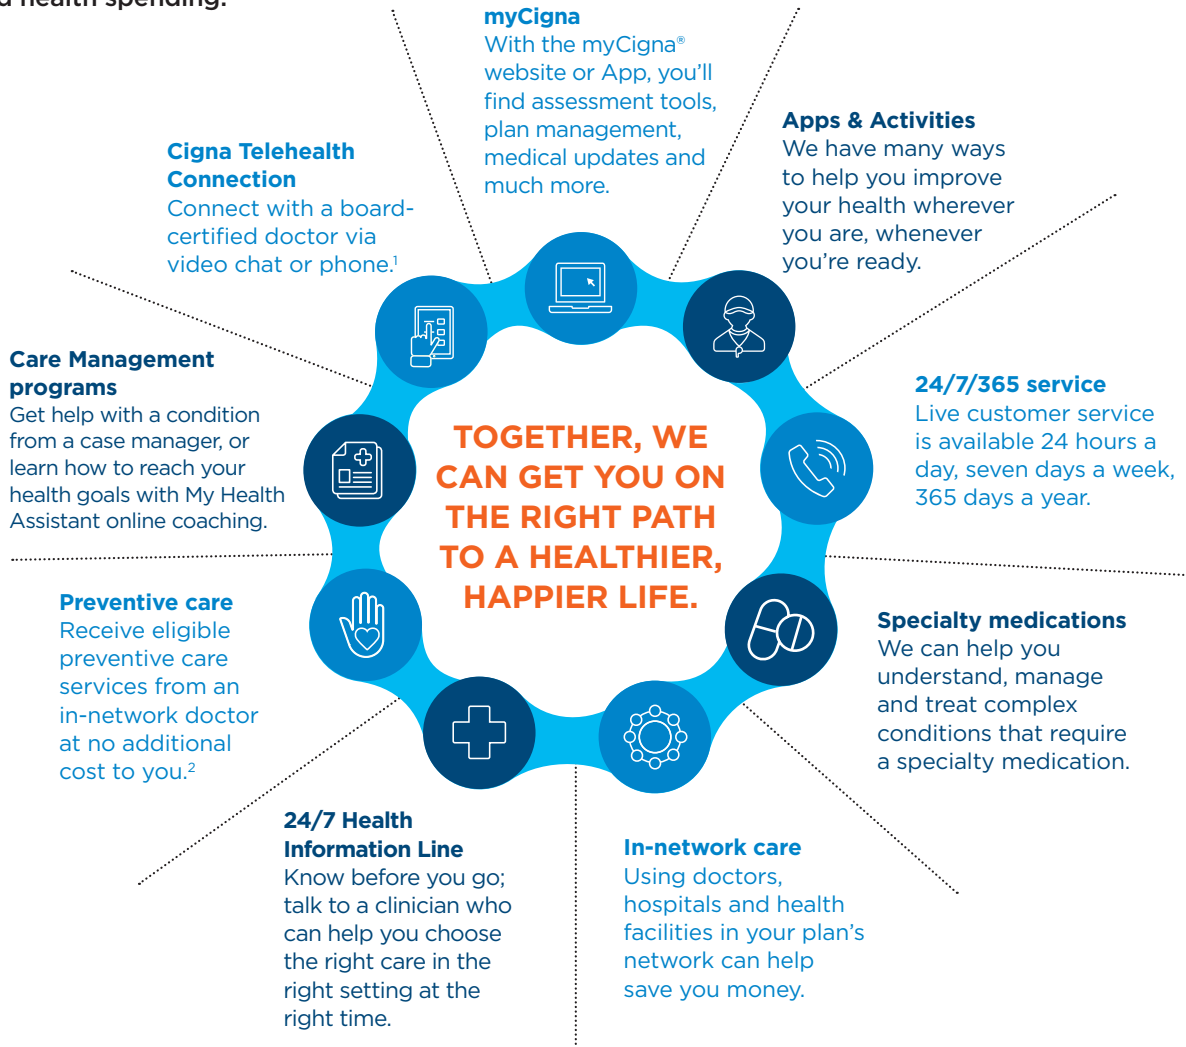 health spending.
myCigna
With the myCigna®
website or App, you'll
find assessment tools,
plan management,
medical updates and
much more.
Apps & Activities
We have many ways
to help you improve
your health wherever
you are, whenever
you're ready.
24/7/365 service
Live customer service
is available 24 hours a
day, seven days a week,
365 days a year.
Specialty medications
We can help you
understand, manage
and treat complex
conditions that require
a specialty medication.
In-network care
Using doctors,
hospitals and health
facilities in your plan's
network can help
save you money.
24/7 Health
Information Line
Know before you go;
talk to a clinician who
can help you choose
the right care in the
right setting at the
right time.
Preventive care
Receive eligible
preventive care
services from an
in-network doctor
at no additional
cost to you.²
Care Management
programs
Get help with a condition
from a case manager, or
learn how to reach your
health goals with My Health
Assistant online coaching.
Cigna Telehealth
Connection
Connect with a board-
certified doctor via
video chat or phone.¹
TOGETHER, WE
CAN GET YOU ON
THE RIGHT PATH
TO A HEALTHIER,
HAPPIER LIFE.